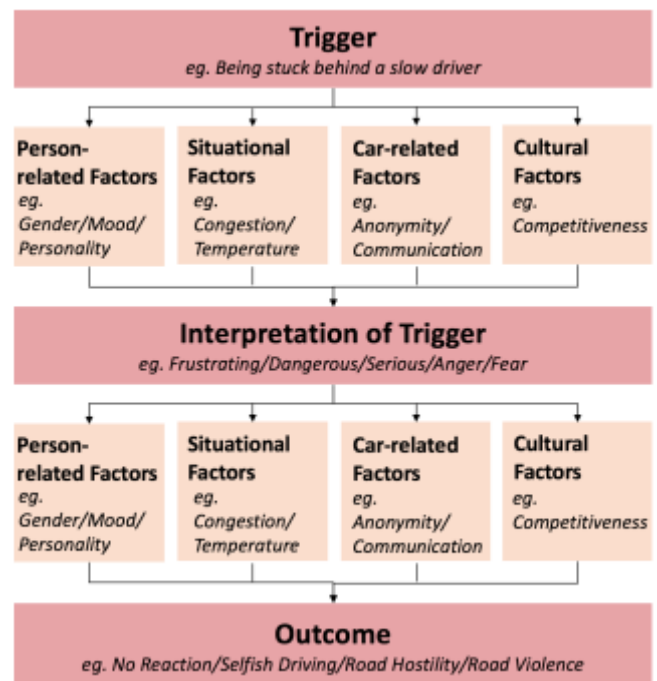 Trigger
eg. Being stuck behind a slow driver
Person-
related Factors
eg.
Gender/Mood/
Personality
Situational
Factors
eg.
Congestion/
Temperature
Car-related
Factors
eg.
Anonymity/
Communication
Cultural
Factors
eg.
Competitiveness
Interpretation of Trigger
eg. Frustrating/Dangerous/Serious/Anger/Fear
Person-
related Factors
eg.
Gender/Mood/
Personality
Situational
Factors
eg.
Congestion/
Temperature
Car-related
Factors
eg.
Anonymity/
Communication
Cultural
Factors
eg.
Competitiveness
Outcome
eg. No Reaction/Selfish Driving/Road Hostility/Road Violence